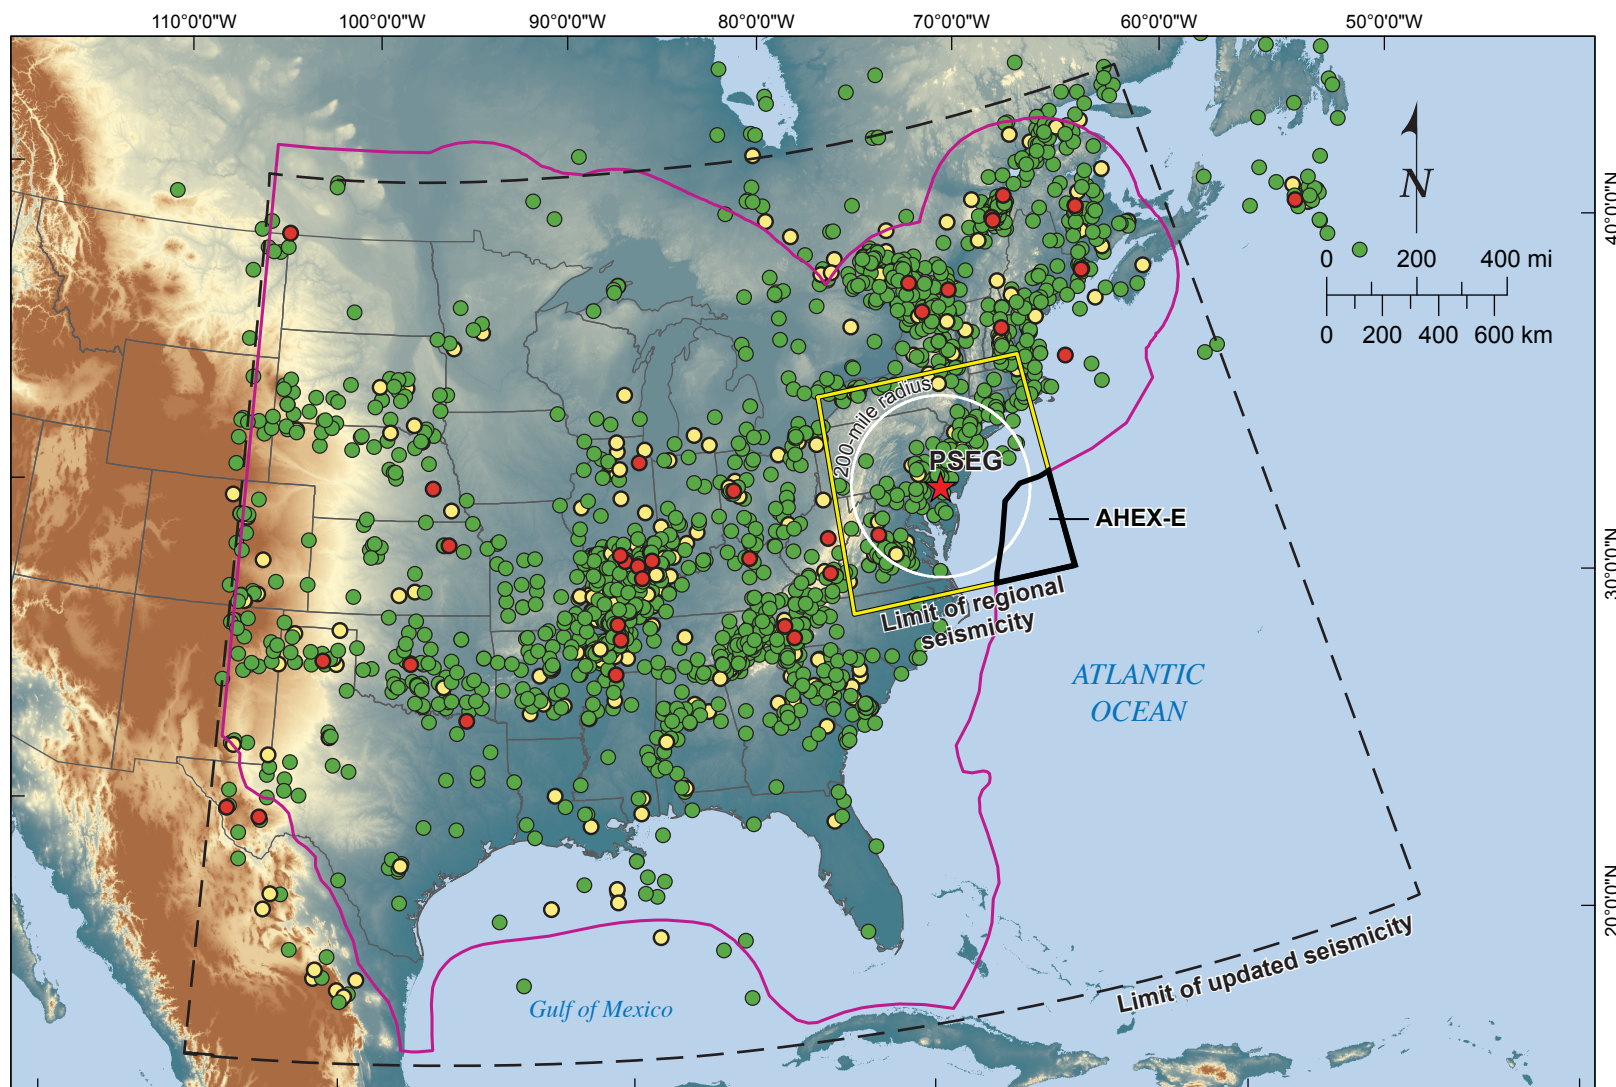 110°0'0"W 100°0'0"W 90°0'0"W 80°0'0"W 70°0'0"W 60°0'0"W 50°0'0"W
40°0'0"N
N
0 200 400 mi
0 200 400 600 km
200-mile radius
PSEG
AHEX-E
30°0'0"N
Limit of regional
seismicity
ATLANTIC
OCEAN
20°0'0"N
Limit of updated seismicity
Gulf of Mexico